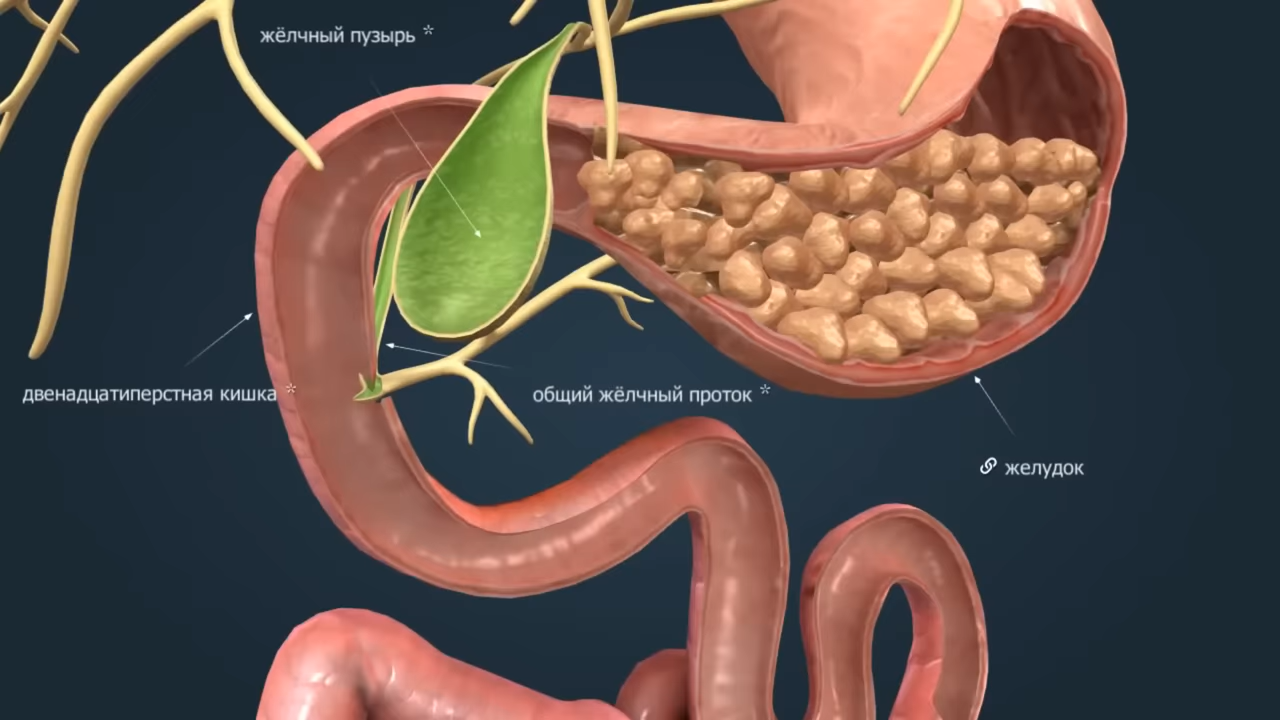 жёлчный пузырь *
двенадцатиперстная кишка *
общий жёлчный проток *
желудок